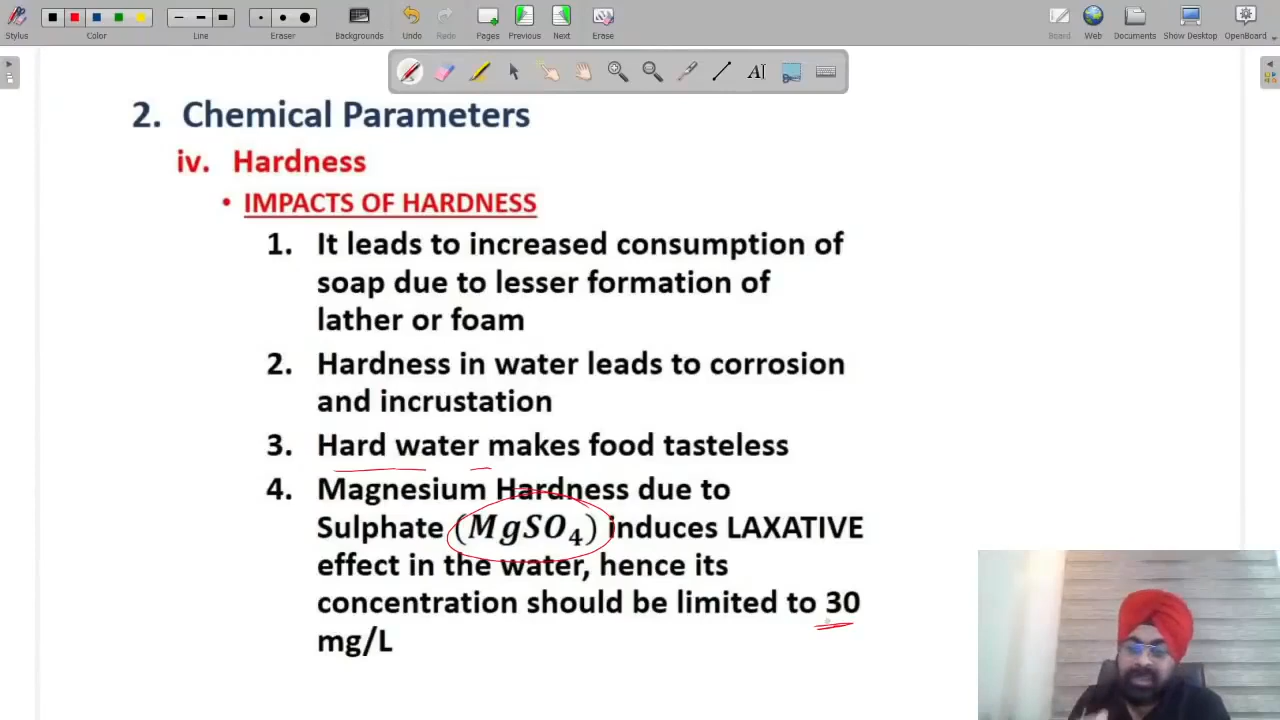 Stylus
Color
Line
Eraser
Backgrounds
Undo
Redo
Pages
Previous
Next
Erase
Board
Web
Documents
Show Desktop
OpenBoard
2. Chemical Parameters
iv. Hardness
• IMPACTS OF HARDNESS
1. It leads to increased consumption of
soap due to lesser formation of
lather or foam
2. Hardness in water leads to corrosion
and incrustation
3. Hard water makes food tasteless
4. Magnesium Hardness due to
Sulphate (MgSO₄) induces LAXATIVE
effect in the water, hence its
concentration should be limited to 30
mg/L